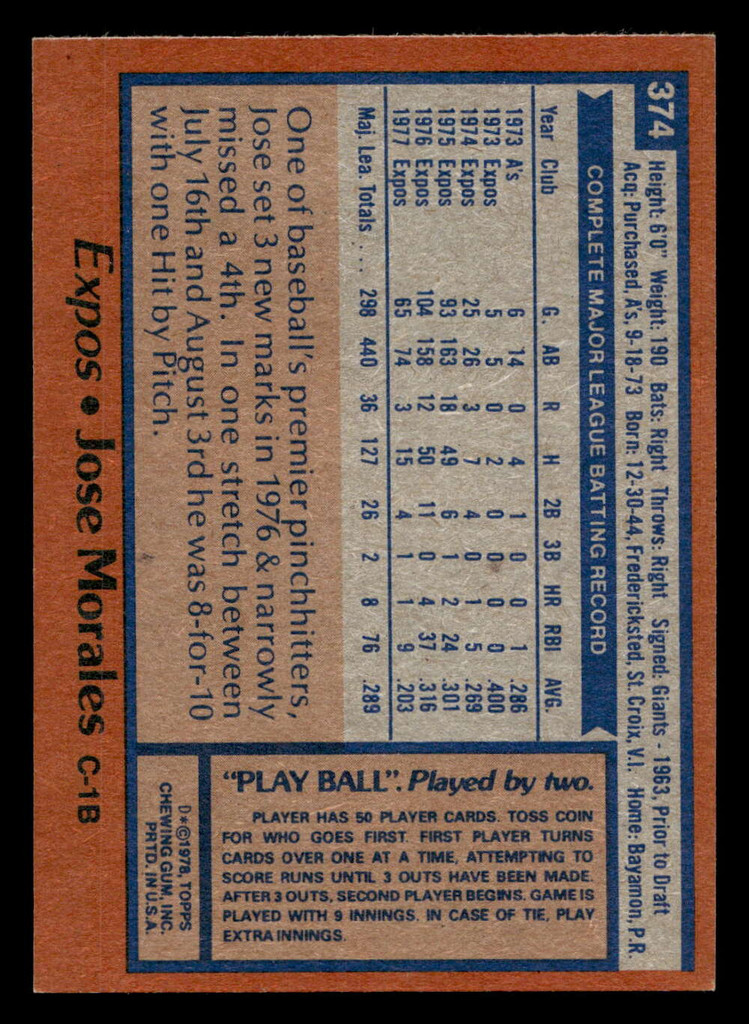 374
Height: 6'0" Weight: 190 Bats: Right Throws: Right Signed: Giants - 1963, Prior to Draft
Acq: Purchased, A's, 9-18-73 Born: 12-30-44, Fredericksted, St. Croix, V.I. Home: Bayamon, P.R.
COMPLETE MAJOR LEAGUE BATTING RECORD
Year Club G. AB R H 2B 3B HR RBI AVG.
1973 A's 6 14 0 4 1 0 0 1 .286
1973 Expos 5 5 0 2 0 0 0 0 .400
1974 Expos 25 26 3 7 4 0 1 5 .269
1975 Expos 93 163 18 49 6 1 2 24 .301
1976 Expos 104 158 12 50 11 0 4 37 .316
1977 Expos 65 74 3 15 4 1 1 9 .203
Maj. Lea. Totals . . . 298 440 36 127 26 2 8 76 .289
One of baseball's premier pinchhitters,
Jose set 3 new marks in 1976 & narrowly
missed a 4th. In one stretch between
July 16th and August 3rd he was 8-for-10
with one Hit by Pitch.
"PLAY BALL". Played by two.
PLAYER HAS 50 PLAYER CARDS. TOSS COIN
FOR WHO GOES FIRST. FIRST PLAYER TURNS
CARDS OVER ONE AT A TIME, ATTEMPTING TO
SCORE RUNS UNTIL 3 OUTS HAVE BEEN MADE.
AFTER 3 OUTS, SECOND PLAYER BEGINS. GAME IS
PLAYED WITH 9 INNINGS. IN CASE OF TIE, PLAY
EXTRA INNINGS.
D*©1978, TOPPS
CHEWING GUM, INC.
PRTD. IN U.S.A.
Expos • Jose Morales C-1B